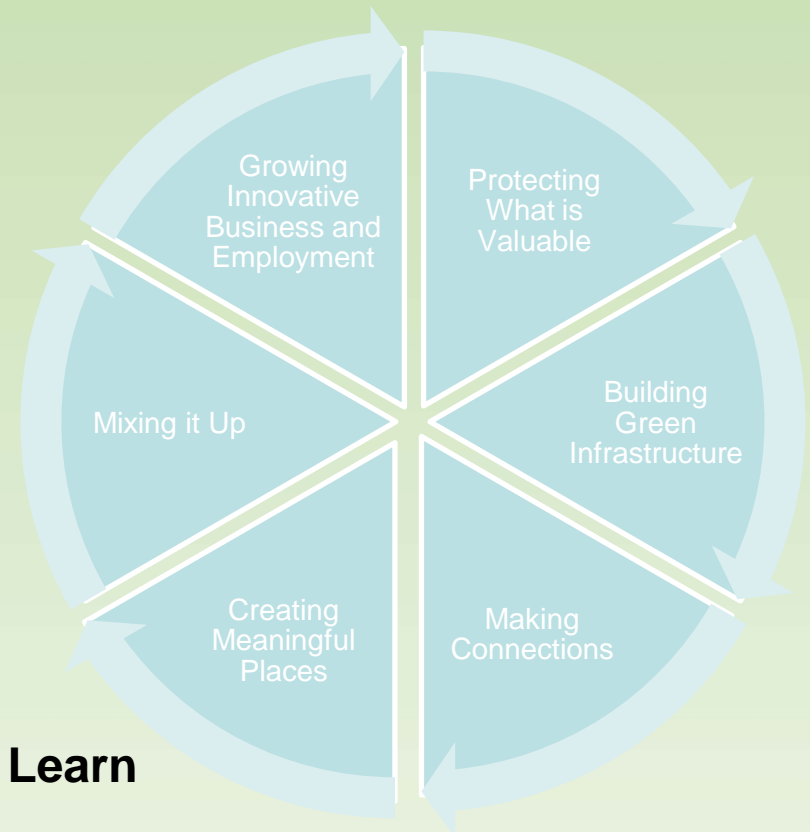 Growing
Innovative
Business and
Employment
Protecting
What is
Valuable
Mixing it Up
Building
Green
Infrastructure
Creating
Meaningful
Places
Making
Connections
Learn